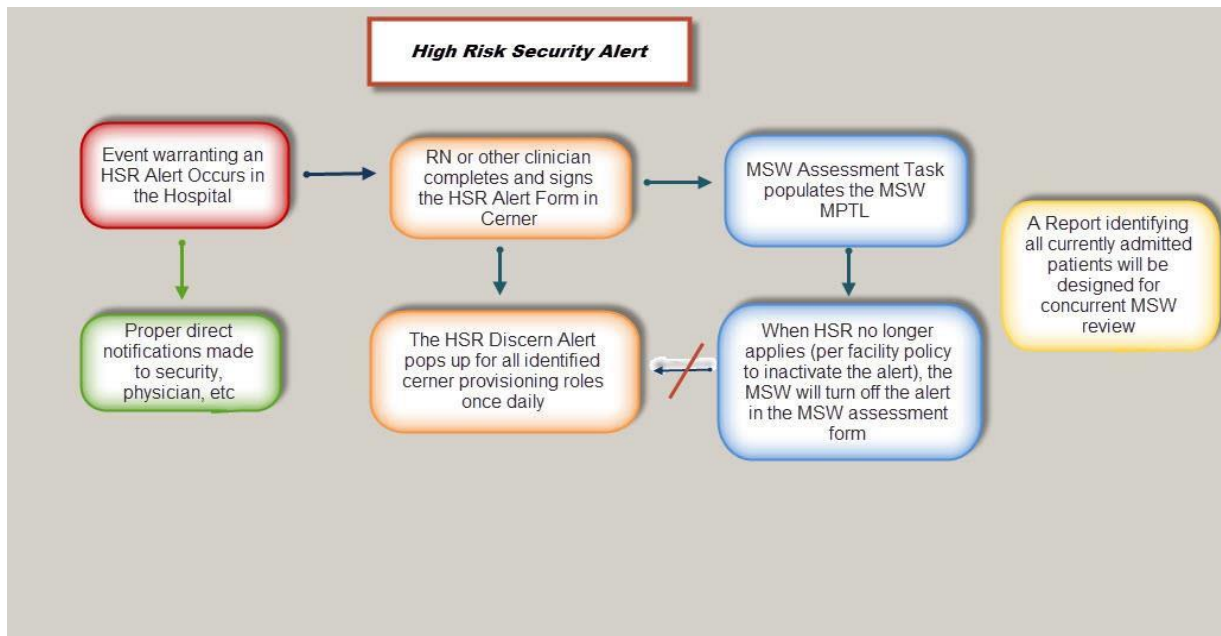 High Risk Security Alert
Event warranting an
HSR Alert Occurs in
the Hospital
RN or other clinician
completes and signs
the HSR Alert Form in
Cerner
MSW Assessment Task
populates the MSW
MPTL
A Report identifying
all currently admitted
patients will be
designed for
concurrent MSW
review
Proper direct
notifications made
to security,
physician, etc
The HSR Discern Alert
pops up for all identified
cerner provisioning roles
once daily
When HSR no longer
applies (per facility policy
to inactivate the alert), the
MSW will turn off the alert
in the MSW assessment
form